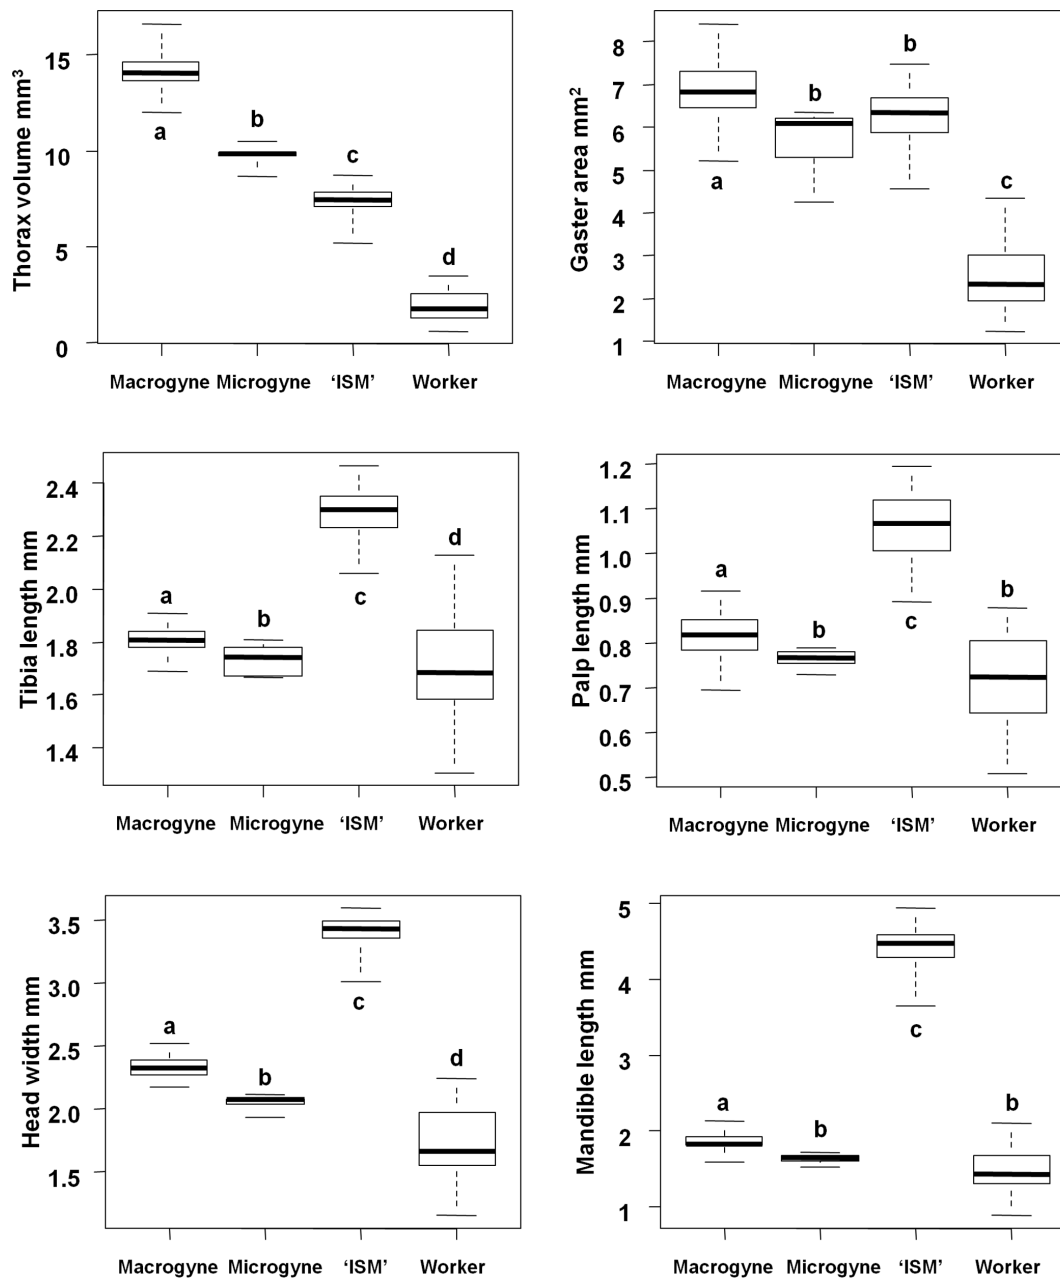 Thorax volume mm³
15
10
5
0
a
b
c
d
Macrogyne Microgyne ‘ISM’ Worker
Gaster area mm²
8
7
6
5
4
3
2
1
a
b
b
c
Macrogyne Microgyne ‘ISM’ Worker
Tibia length mm
2.4
2.2
2.0
1.8
1.6
1.4
a
b
c
d
Macrogyne Microgyne ‘ISM’ Worker
Palp length mm
1.2
1.1
1.0
0.9
0.8
0.7
0.6
0.5
a
b
c
b
Macrogyne Microgyne ‘ISM’ Worker
Head width mm
3.5
3.0
2.5
2.0
1.5
a
b
c
d
Macrogyne Microgyne ‘ISM’ Worker
Mandible length mm
5
4
3
2
1
a
b
c
b
Macrogyne Microgyne ‘ISM’ Worker